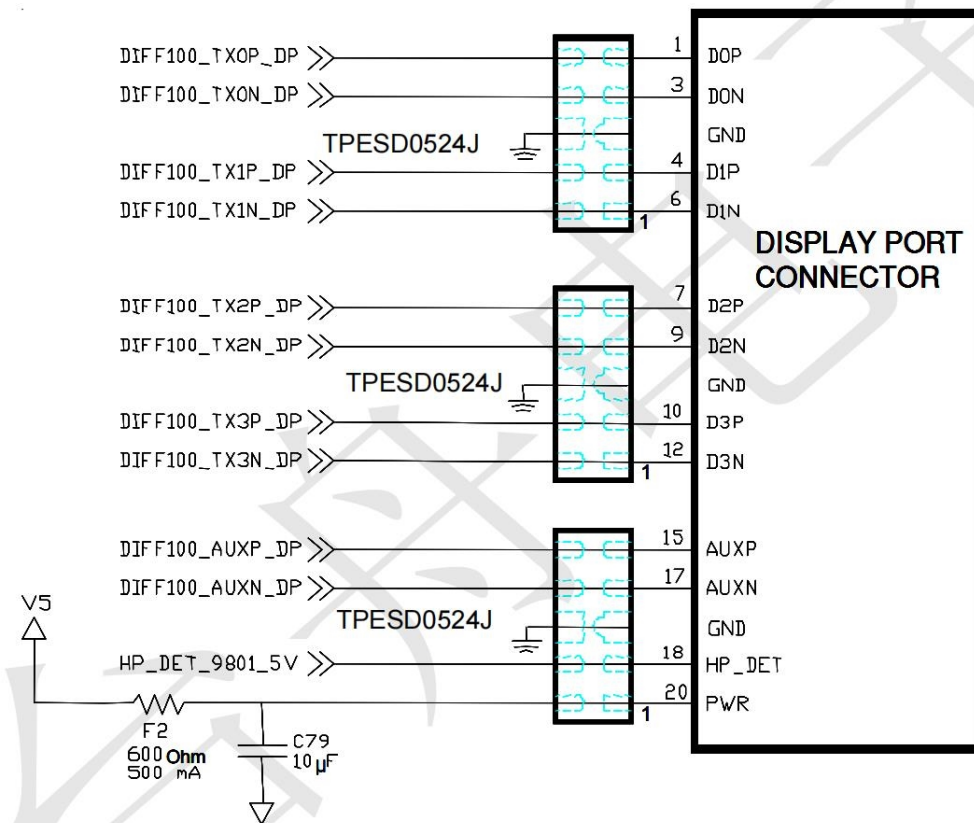 DIFF100_TX0P_DP 1 D0P
DIFF100_TX0N_DP 3 D0N
GND
TPESD0524J
DIFF100_TX1P_DP 4 D1P
DIFF100_TX1N_DP 6 D1N
1
DISPLAY PORT
CONNECTOR
DIFF100_TX2P_DP 7 D2P
DIFF100_TX2N_DP 9 D2N
TPESD0524J GND
DIFF100_TX3P_DP 10 D3P
DIFF100_TX3N_DP 12 D3N
1
DIFF100_AUXP_DP 15 AUXP
DIFF100_AUXN_DP 17 AUXN
V5
TPESD0524J GND
HP_DET_9801_5V 18 HP_DET
20 PWR
1
F2
600 Ohm
500 mA
C79
10 µF